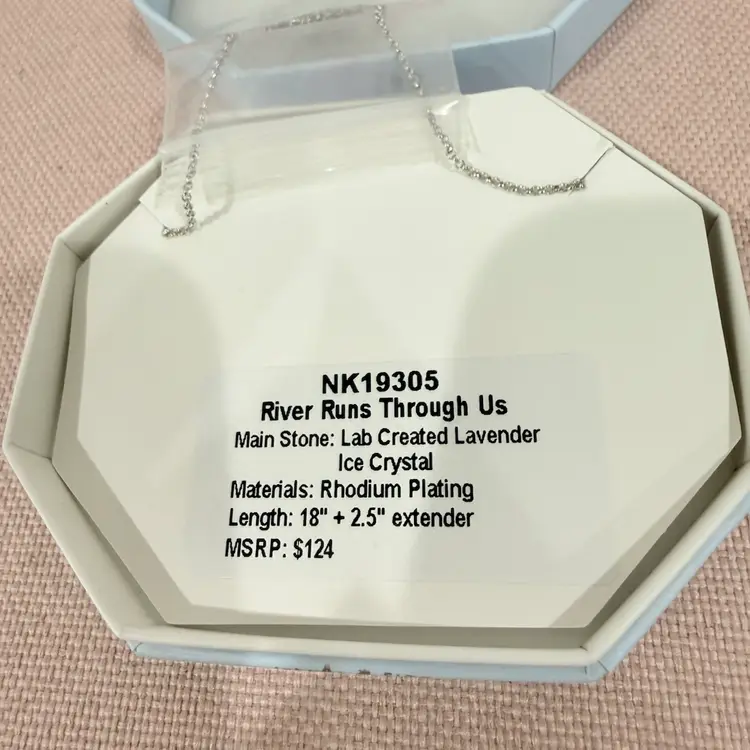 NK19305
River Runs Through Us
Main Stone: Lab Created Lavender
Ice Crystal
Materials: Rhodium Plating
Length: 18" + 2.5" extender
MSRP: $124